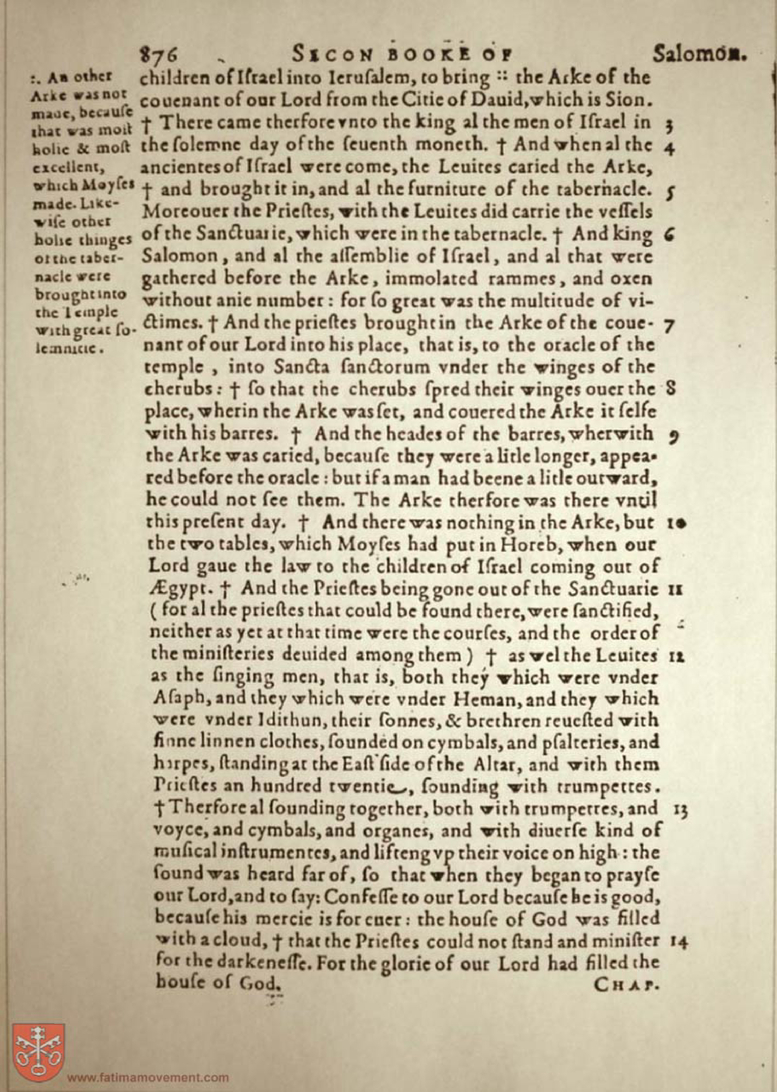 876 SECON BOOKE OF Salomon.
:. An other
Arke was not
made, becauſe
that was moſt
holie & moſt
excellent,
which Moyſes
made. Like-
wiſe other
holie thinges
of the taber-
nacle were
brought into
the Temple
with great ſo-
lemnitie.
children of Iſrael into Ieruſalem, to bring :: the Arke of the
couenant of our Lord from the Citie of Dauid, which is Sion.
† There came therfore vnto the king al the men of Iſrael in 3
the ſolemne day of the ſeuenth moneth. † And when al the 4
ancientes of Iſrael were come, the Leuites caried the Arke,
† and brought it in, and al the furniture of the tabernacle. 5
Moreouer the Prieſtes, with the Leuites did carrie the veſſels
of the Sanctuarie, which were in the tabernacle. † And king 6
Salomon, and al the aſſemblie of Iſrael, and al that were
gathered before the Arke, immolated rammes, and oxen
without anie number: for ſo great was the multitude of vi-
ctimes. † And the prieſtes brought in the Arke of the coue- 7
nant of our Lord into his place, that is, to the oracle of the
temple, into Sancta ſanctorum vnder the winges of the
cherubs: † ſo that the cherubs ſpred their winges ouer the 8
place, wherin the Arke was ſet, and couered the Arke it ſelfe
with his barres. † And the heades of the barres, wherwith 9
the Arke was caried, becauſe they were a litle longer, appea-
red before the oracle: but if a man had beene a litle outward,
he could not ſee them. The Arke therfore was there vntil
this preſent day. † And there was nothing in the Arke, but 10
the two tables, which Moyſes had put in Horeb, when our
Lord gaue the law to the children of Iſrael coming out of
Ægypt. † And the Prieſtes being gone out of the Sanctuarie 11
( for al the prieſtes that could be found there, were ſanctified,
neither as yet at that time were the courſes, and the order of
the miniſteries deuided among them ) † as wel the Leuites 12
as the ſinging men, that is, both they which were vnder
Aſaph, and they which were vnder Heman, and they which
were vnder Idithun, their ſonnes, & brethren reueſted with
finne linnen clothes, ſounded on cymbals, and pſalteries, and
harpes, ſtanding at the Eaſt ſide of the Altar, and with them
Prieſtes an hundred twentie, ſounding with trumpettes.
† Therfore al ſounding together, both with trumpettes, and 13
voyce, and cymbals, and organes, and with diuerſe kind of
muſical inſtrumentes, and lifteng vp their voice on high: the
ſound was heard far of, ſo that when they began to prayſe
our Lord, and to ſay: Confeſſe to our Lord becauſe he is good,
becauſe his mercie is for euer: the houſe of God was filled
with a cloud, † that the Prieſtes could not ſtand and miniſter 14
for the darkeneſſe. For the glorie of our Lord had filled the
houſe of God. CHAP.
www.fatimamovement.com